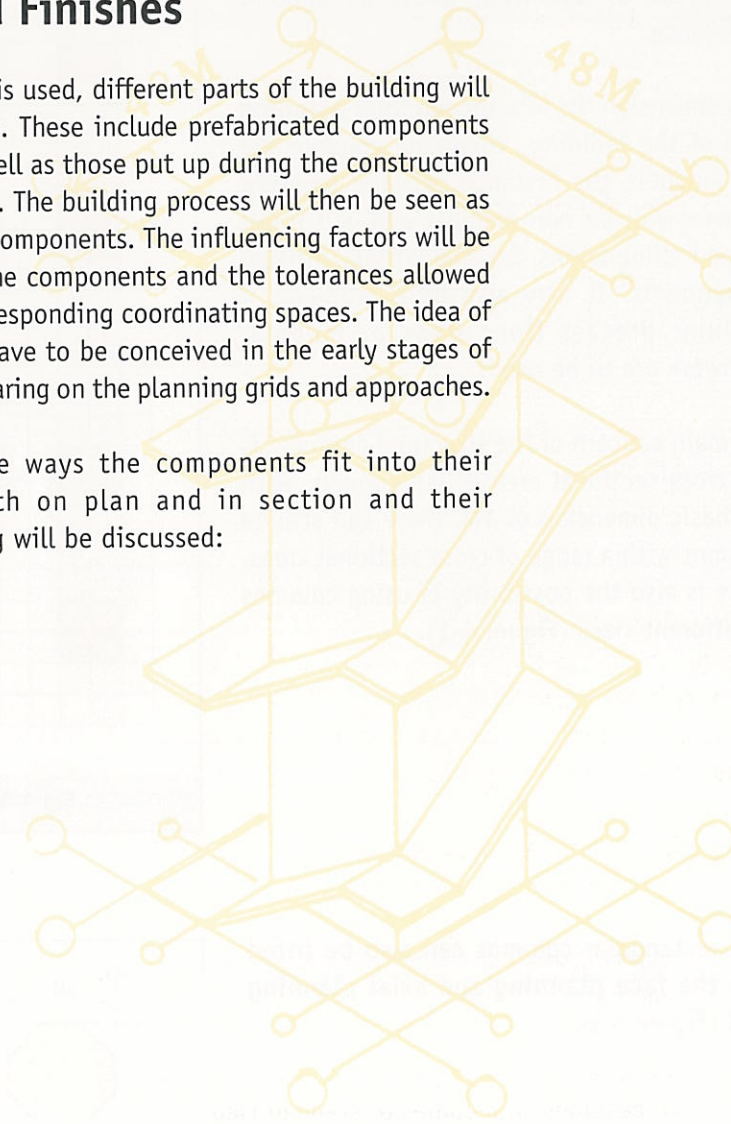 Finishes
is used, different parts of the building will
. These include prefabricated components
ell as those put up during the construction
. The building process will then be seen as
omponents. The influencing factors will be
ne components and the tolerances allowed
responding coordinating spaces. The idea of
ave to be conceived in the early stages of
aring on the planning grids and approaches.
e ways the components fit into their
th on plan and in section and their
g will be discussed:
48M